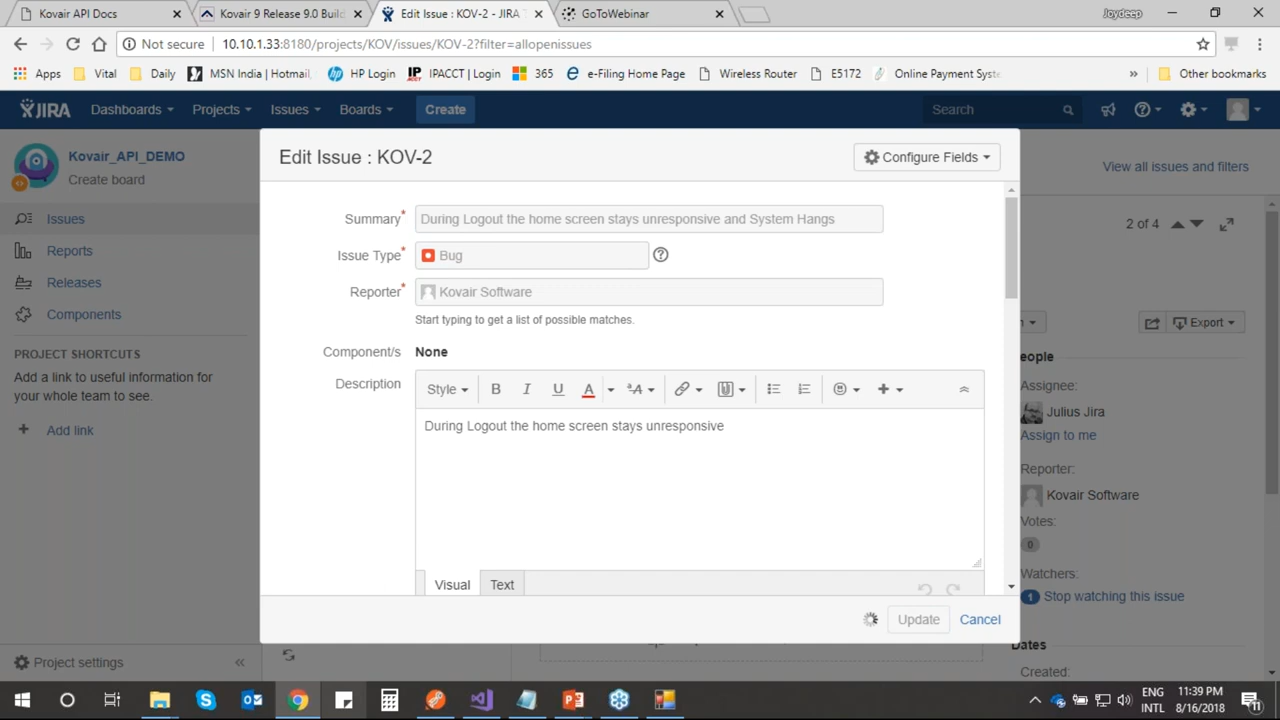 Kovair API Docs
Kovair 9 Release 9.0 Build
Edit Issue : KOV-2 - JIRA
GoToWebinar
Joydeep
Not secure
10.10.1.33:8180/projects/KOV/issues/KOV-2?filter=allopenissues
Apps
Vital
Daily
MSN India | Hotmail,
HP Login
IPACCT | Login
365
e-Filing Home Page
Wireless Router
E5172
Online Payment Syste
»
Other bookmarks
JIRA
Dashboards
Projects
Issues
Boards
Create
Search
Kovair_API_DEMO
Create board
Issues
Reports
Releases
Components
PROJECT SHORTCUTS
Add a link to useful information for
your whole team to see.
+ Add link
Project settings
«
Edit Issue : KOV-2
Configure Fields
Summary*
During Logout the home screen stays unresponsive and System Hangs
Issue Type*
Bug
Reporter*
Kovair Software
Start typing to get a list of possible matches.
Component/s
None
Description
Style
B
I
U
A
ªA
During Logout the home screen stays unresponsive
Visual
Text
Update
Cancel
View all issues and filters
2 of 4
Export
eople
Assignee:
Julius Jira
Assign to me
Reporter:
Kovair Software
Votes:
0
Watchers:
1 Stop watching this issue
Dates
Created:
ENG
INTL
11:39 PM
8/16/2018
11